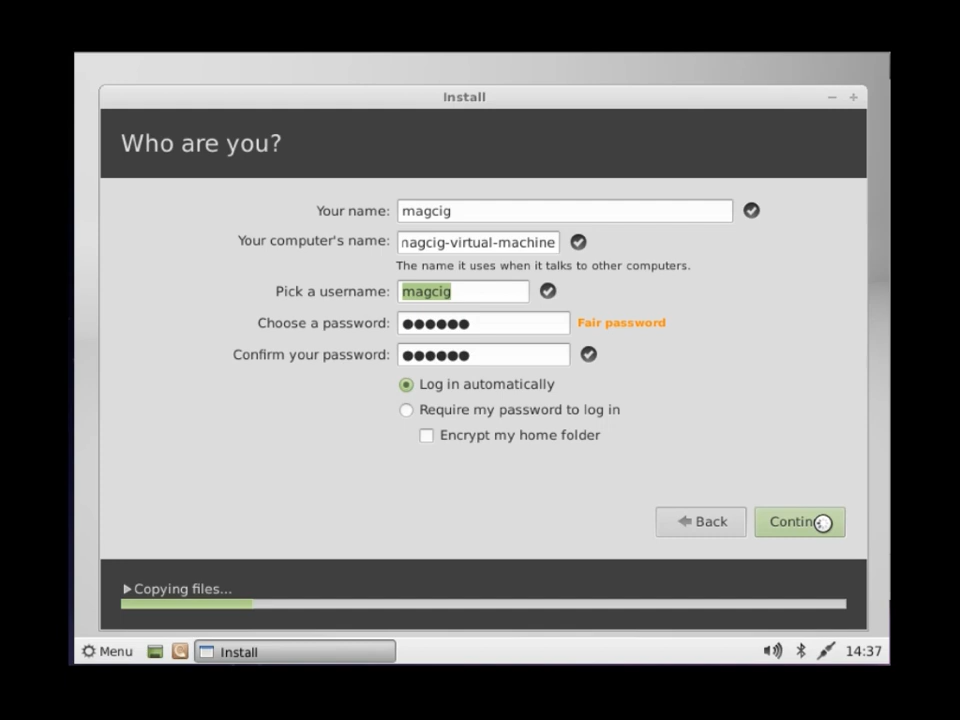 Install
Who are you?
Your name: magcig
Your computer's name: nagcig-virtual-machine
The name it uses when it talks to other computers.
Pick a username: magcig
Choose a password: ●●●●●● Fair password
Confirm your password: ●●●●●●
Log in automatically
Require my password to log in
Encrypt my home folder
Back Contin
Copying files...
Menu Install 14:37